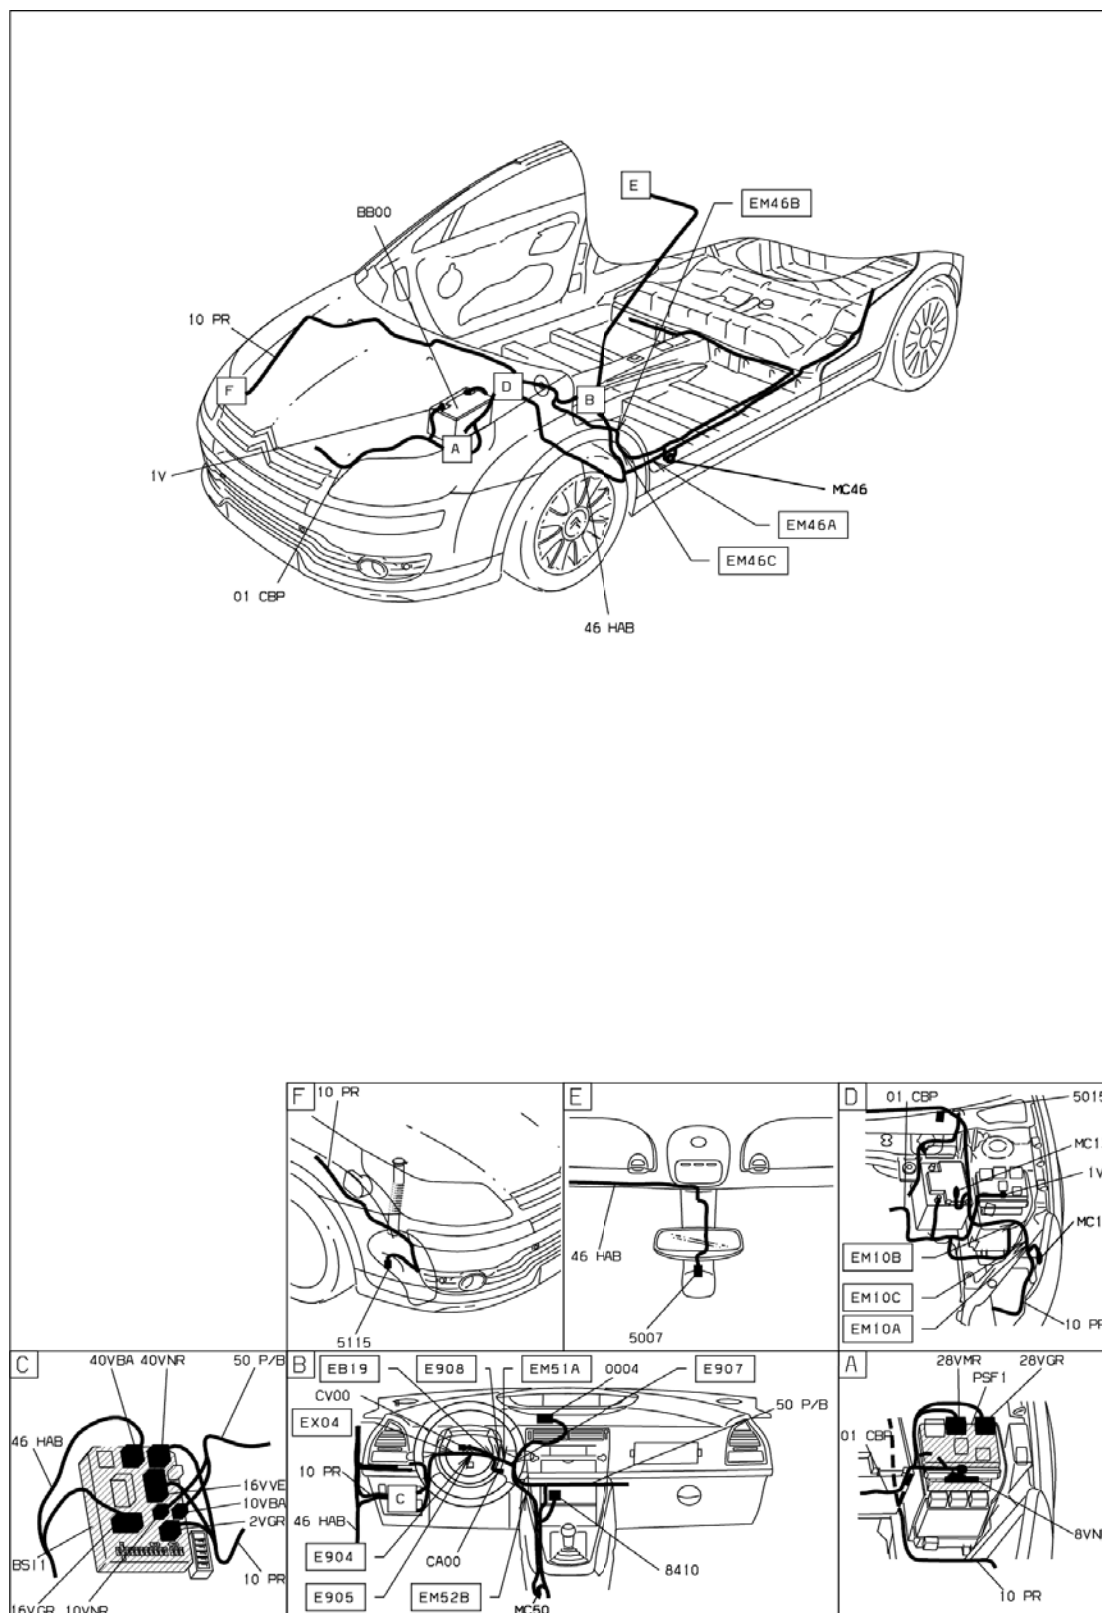 E
EM46B
BB00
10 PR
F
D
B
A
1V
MC46
EM46A
EM46C
01 CBP
46 HAB
F
10 PR
5115
E
46 HAB
5007
D
01 CBP
5015
MC1
1V
MC1
EM10B
EM10C
EM10A
10 PR
C
40VBA 40VNR
50 P/B
46 HAB
16VVE
10VBA
2VGR
BSI1
10 PR
16VGR 10VNR
B
EB19
E908
EM51A
0004
E907
CV00
50 P/B
EX04
10 PR
C
46 HAB
E904
CA00
8410
E905
EM52B
MC50
A
28VMR
28VGR
PSF1
01 CBP
8VN
10 PR